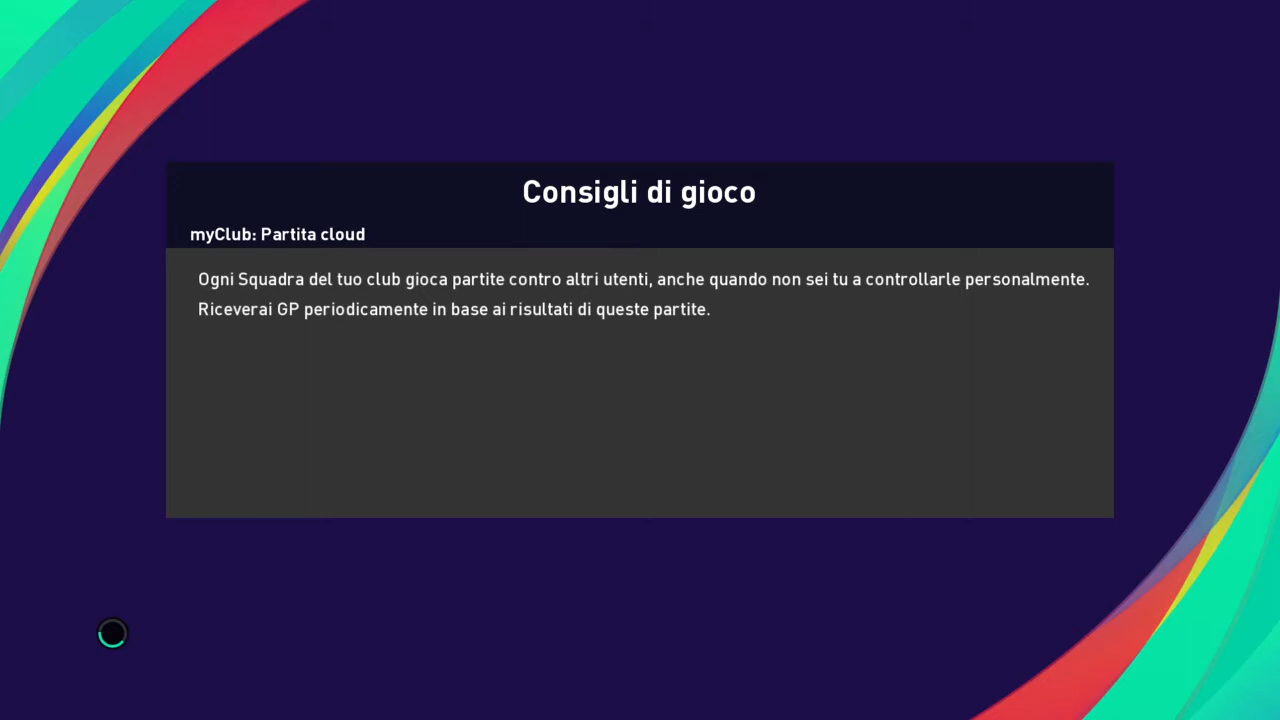 Consigli di gioco
myClub: Partita cloud
Ogni Squadra del tuo club gioca partite contro altri utenti, anche quando non sei tu a controllarle personalmente.
Riceverai GP periodicamente in base ai risultati di queste partite.